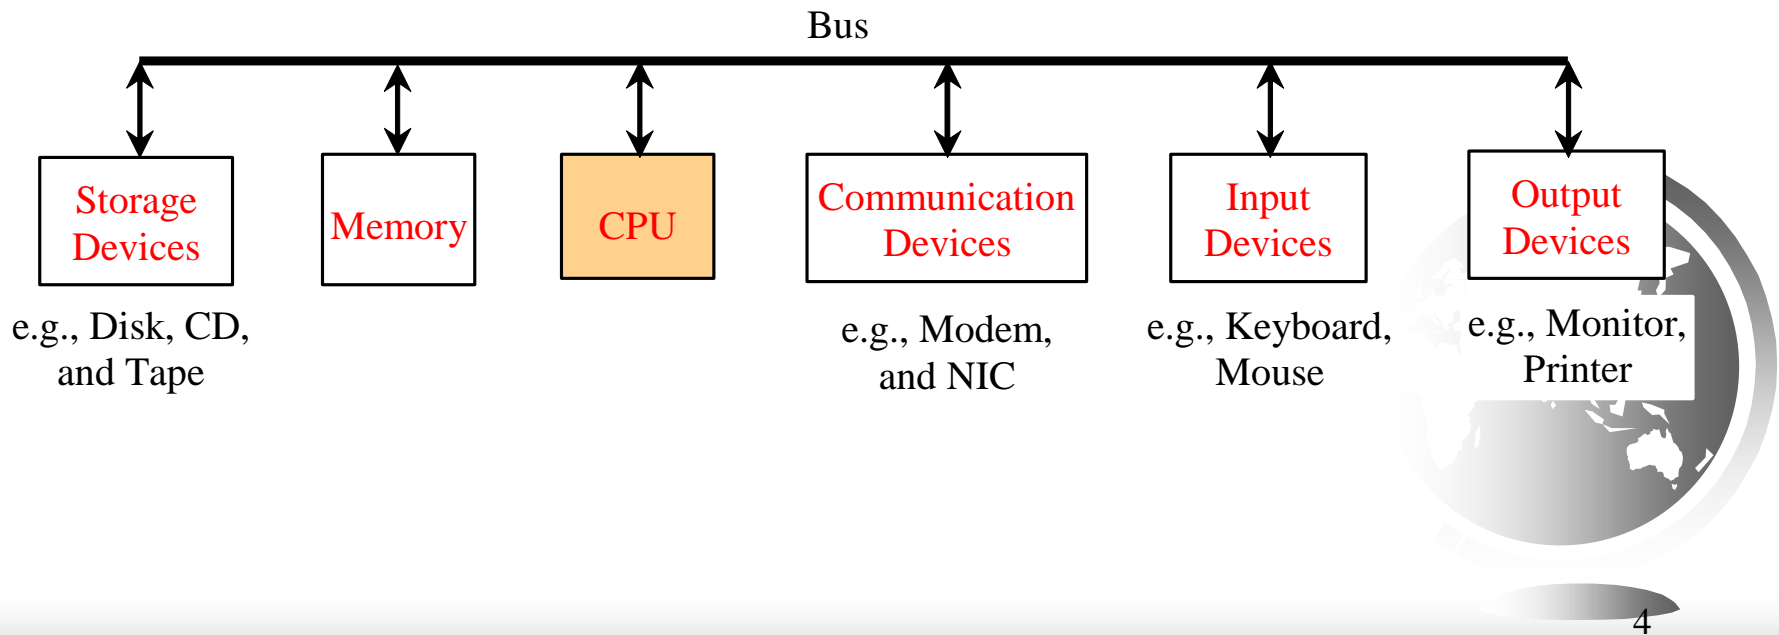 Bus
Storage
Devices
Memory
CPU
Communication
Devices
Input
Devices
Output
Devices
e.g., Disk, CD,
and Tape
e.g., Modem,
and NIC
e.g., Keyboard,
Mouse
e.g., Monitor,
Printer
4